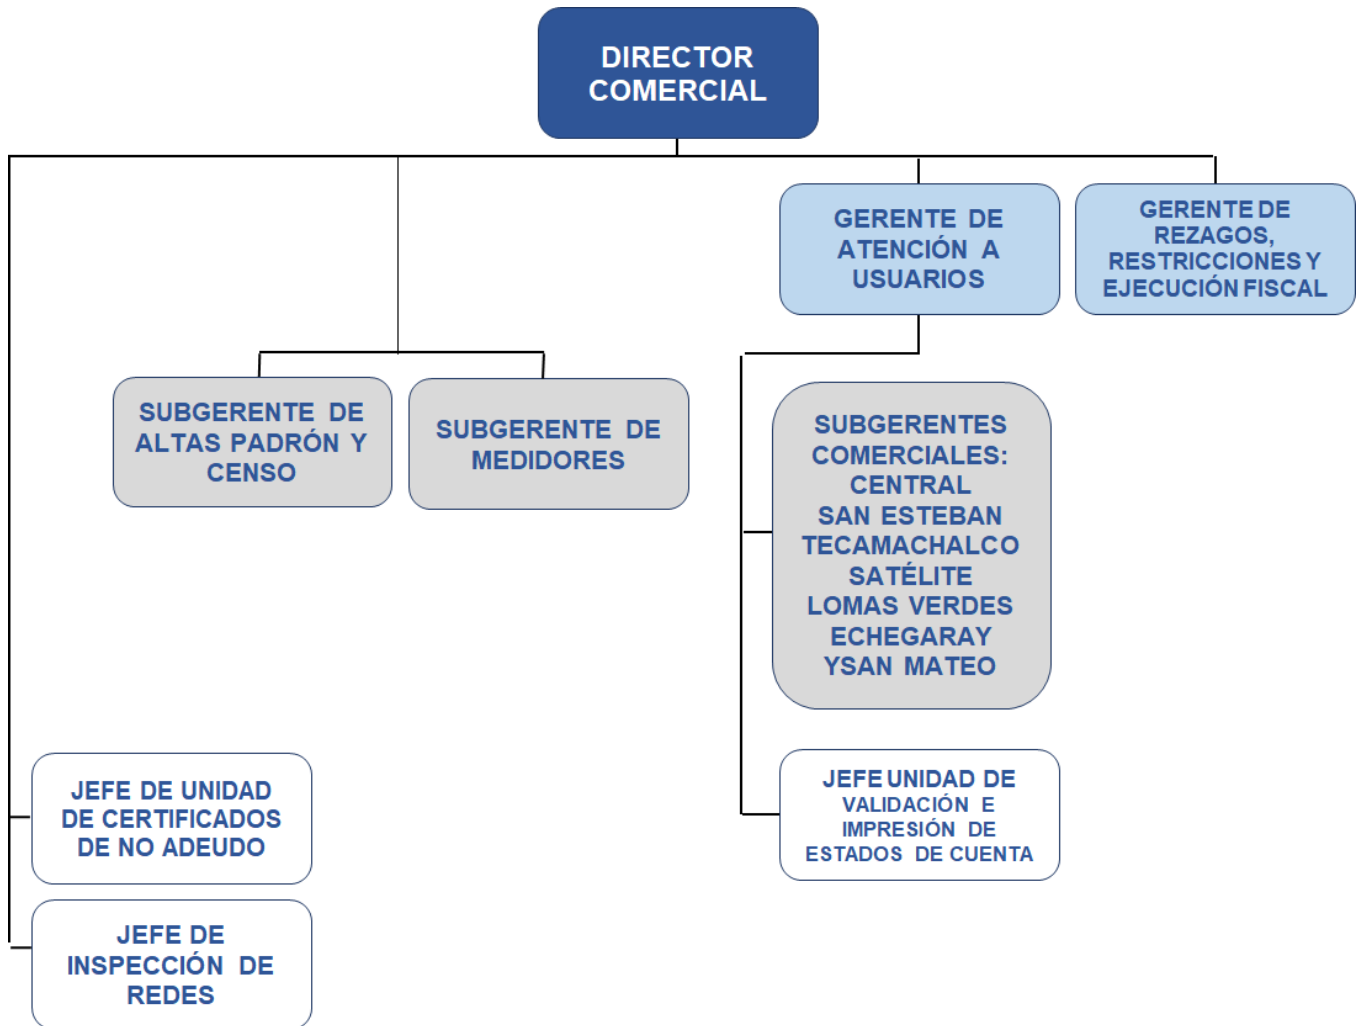 DIRECTOR
COMERCIAL
GERENTE DE
ATENCIÓN A
USUARIOS
GERENTE DE
REZAGOS,
RESTRICCIONES Y
EJECUCIÓN FISCAL
SUBGERENTE DE
ALTAS PADRÓN Y
CENSO
SUBGERENTE DE
MEDIDORES
SUBGERENTES
COMERCIALES:
CENTRAL
SAN ESTEBAN
TECAMACHALCO
SATÉLITE
LOMAS VERDES
ECHEGARAY
YSAN MATEO
JEFE DE UNIDAD
DE CERTIFICADOS
DE NO ADEUDO
JEFE UNIDAD DE
VALIDACIÓN E
IMPRESIÓN DE
ESTADOS DE CUENTA
JEFE DE
INSPECCIÓN DE
REDES